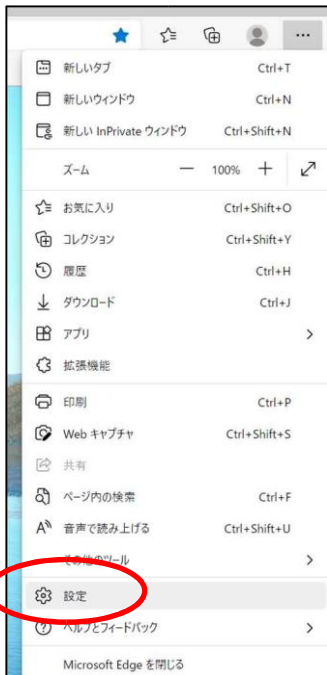 新しいタブ Ctrl+T
新しいウィンドウ Ctrl+N
新しい InPrivate ウィンドウ Ctrl+Shift+N
ズーム — 100% +
お気に入り Ctrl+Shift+O
コレクション Ctrl+Shift+Y
履歴 Ctrl+H
ダウンロード Ctrl+J
アプリ
拡張機能
印刷 Ctrl+P
Web キャプチャ Ctrl+Shift+S
共有
ページ内の検索 Ctrl+F
音声で読み上げる Ctrl+Shift+U
その他のツール
設定
ヘルプとフィードバック
Microsoft Edge を閉じる